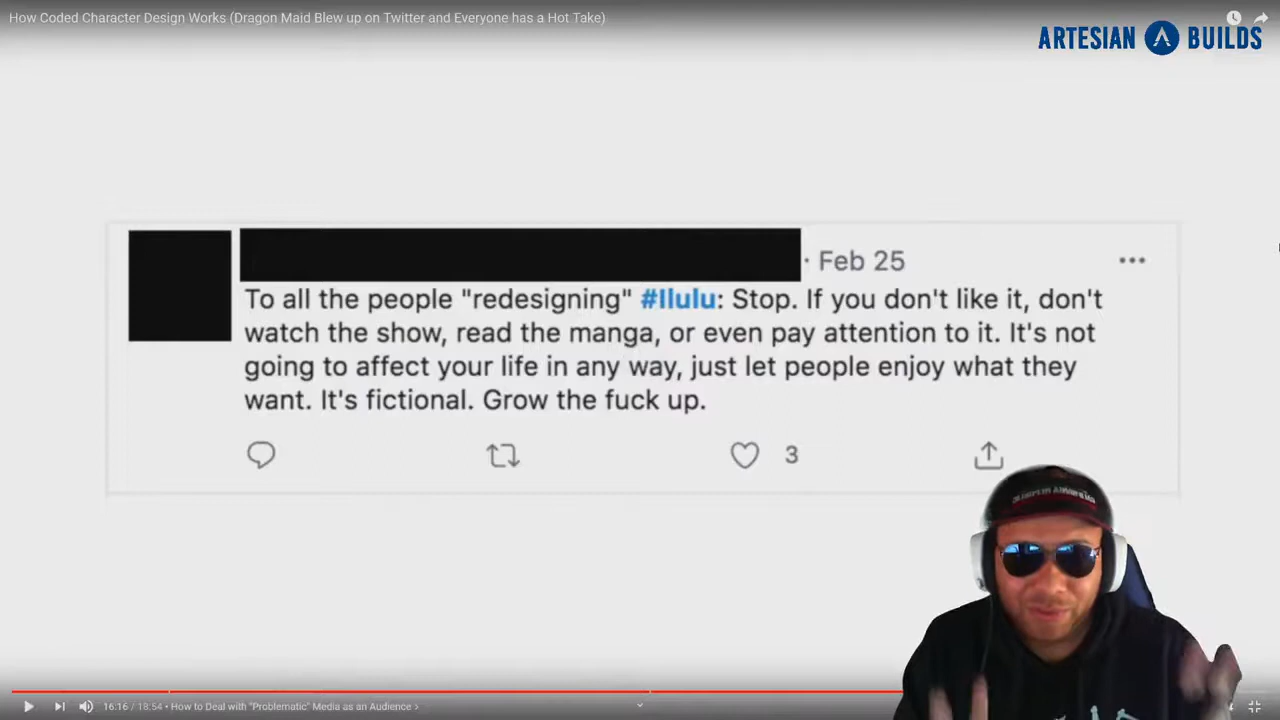 How Coded Character Design Works (Dragon Maid Blew up on Twitter and Everyone has a Hot Take)
ARTESIAN BUILDS
· Feb 25
To all the people "redesigning" #Ilulu: Stop. If you don't like it, don't
watch the show, read the manga, or even pay attention to it. It's not
going to affect your life in any way, just let people enjoy what they
want. It's fictional. Grow the fuck up.
3
16:16 / 18:54 • How to Deal with "Problematic" Media as an Audience ›